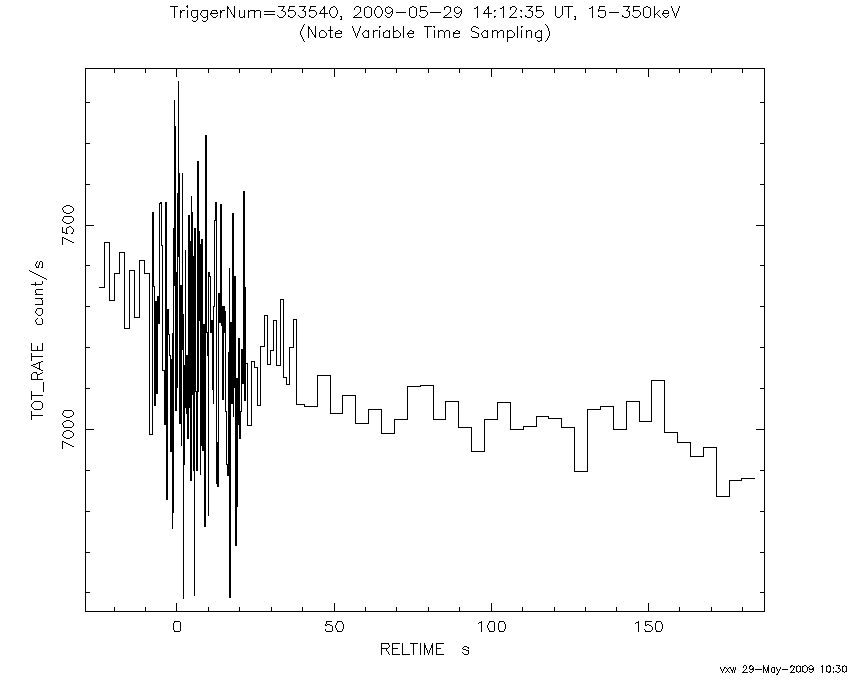 TriggerNum=353540, 2009-05-29 14:12:35 UT, 15-350keV
(Note Variable Time Sampling)
7500
7000
TOT_RATE count/s
0 50 100 150
RELTIME s
vxw 29-May-2009 10:30